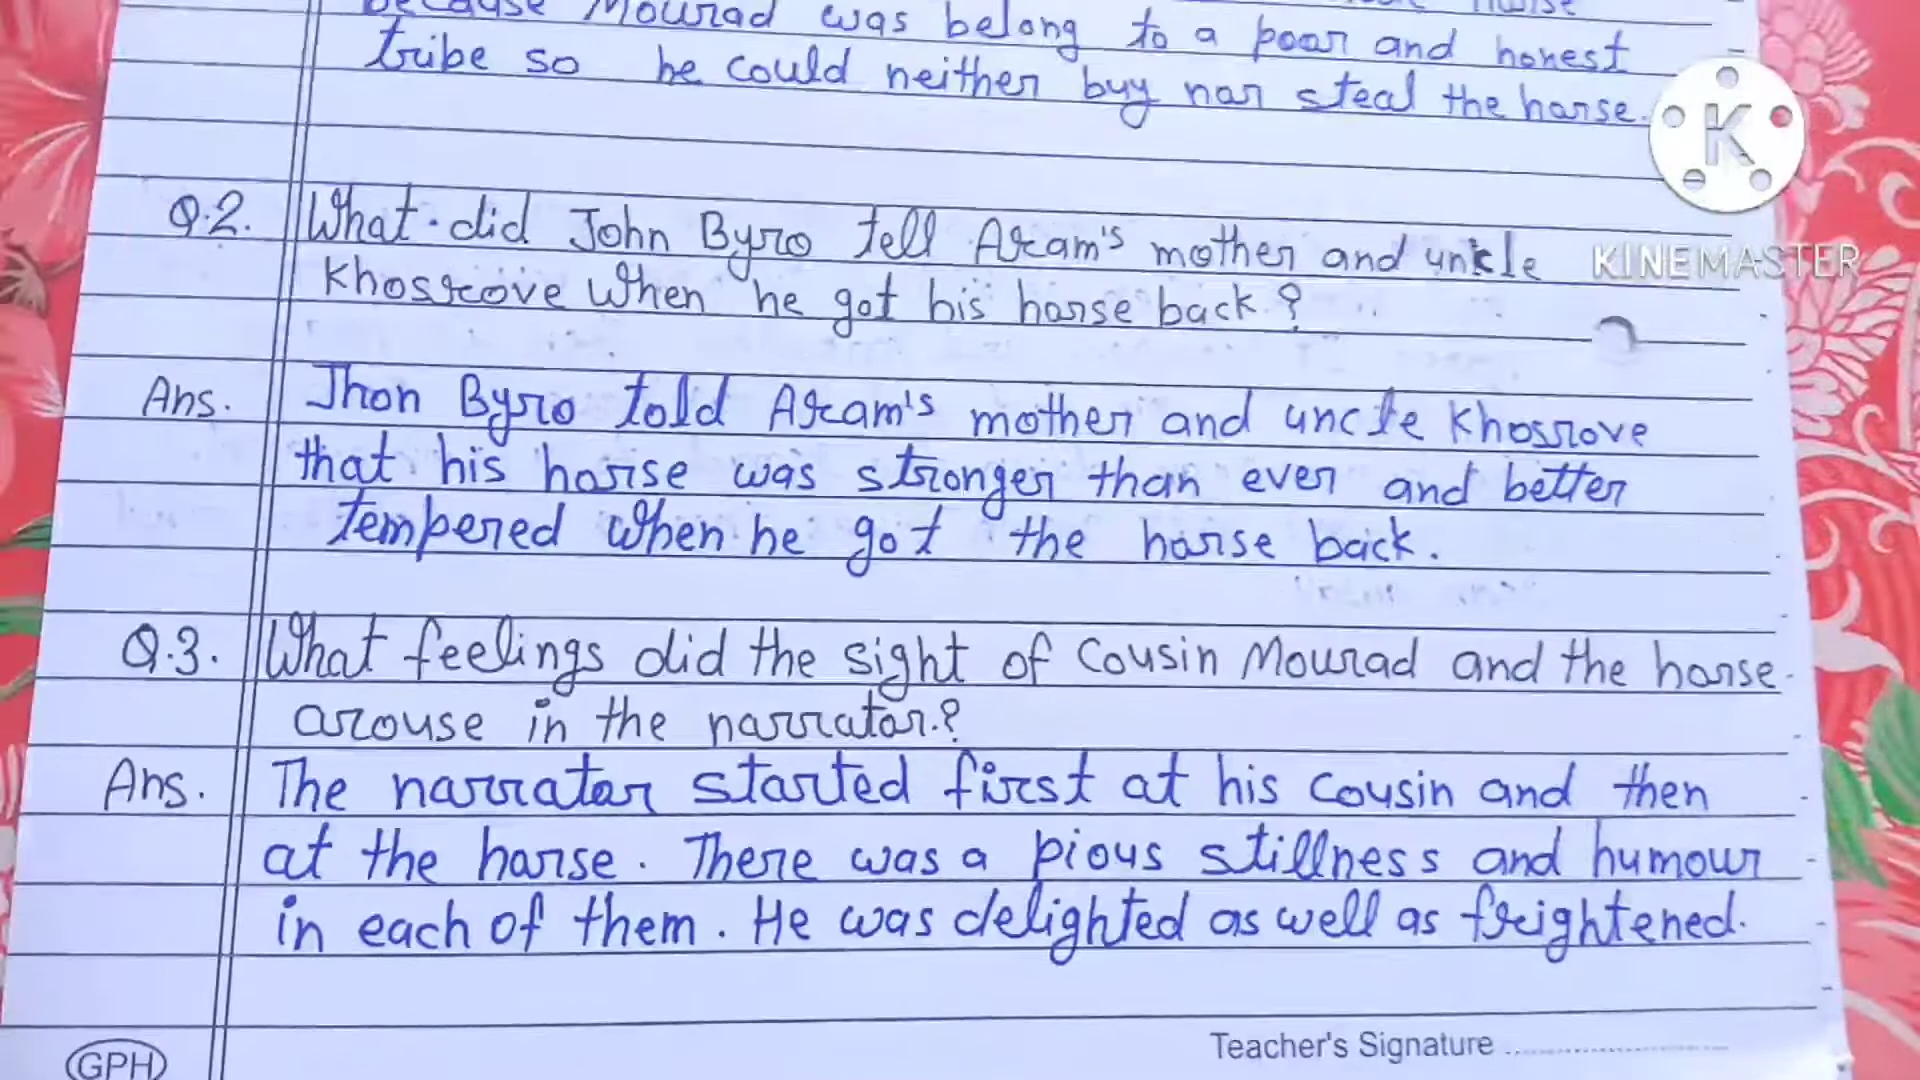 because Mourad was belong to a poor and honest
tribe so he could neither buy nor steal the horse.
K
KINEMASTER
Q.2. What did John Byro tell Aram's mother and unkle
Khosrove When he got his horse back ?
Ans. Jhon Byro told Aram's mother and uncle Khosrove
that his horse was stronger than ever and better
tempered when he got the horse back.
Q.3. What feelings did the sight of Cousin Mourad and the horse
arouse in the narrator.?
Ans. The narrator started first at his cousin and then
at the horse. There was a pious stillness and humour
in each of them. He was delighted as well as frightened.
Teacher's Signature
GPH